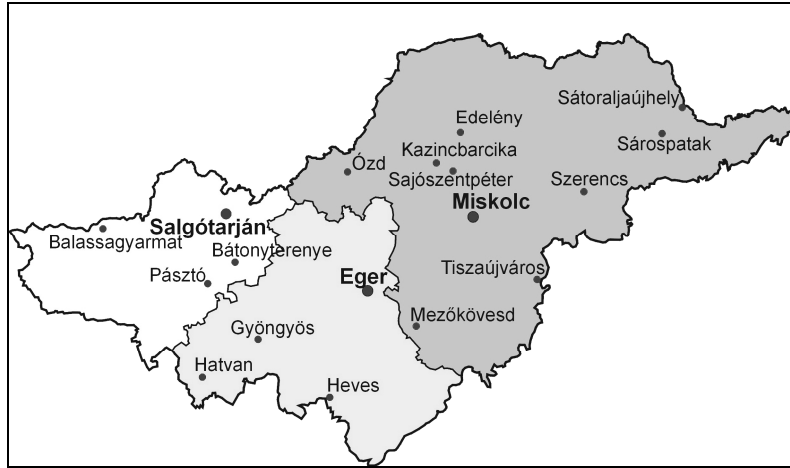 Sátoraljaújhely
Edelény
Sárospatak
Kazincbarcika
Ózd
Sajószentpéter
Szerencs
Miskolc
Salgótarján
Balassagyarmat
Bátonyterenye
Tiszaújváros
Pásztó
Eger
Mezőkövesd
Gyöngyös
Hatvan
Heves